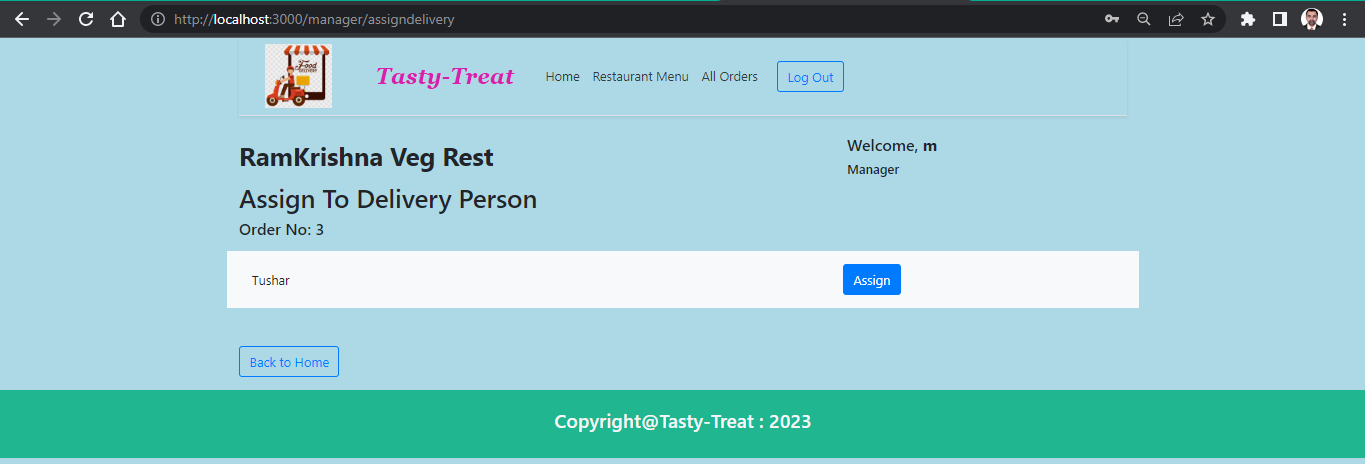 http://localhost:3000/manager/assigndelivery
Food
DELIVERY
Tasty-Treat
Home Restaurant Menu All Orders Log Out
RamKrishna Veg Rest
Welcome, m
Manager
Assign To Delivery Person
Order No: 3
Tushar Assign
Back to Home
Copyright@Tasty-Treat : 2023